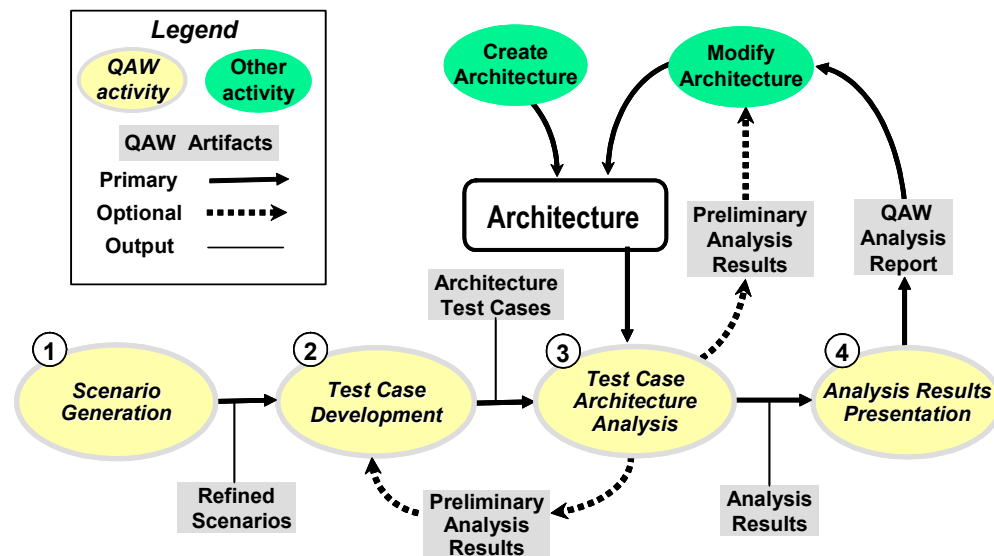 Legend
QAW
activity
Other
activity
QAW Artifacts
Primary
Optional
Output
Create
Architecture
Modify
Architecture
Architecture
Preliminary
Analysis
Results
QAW
Analysis
Report
Architecture
Test Cases
1
Scenario
Generation
2
Test Case
Development
3
Test Case
Architecture
Analysis
4
Analysis Results
Presentation
Refined
Scenarios
Preliminary
Analysis
Results
Analysis
Results